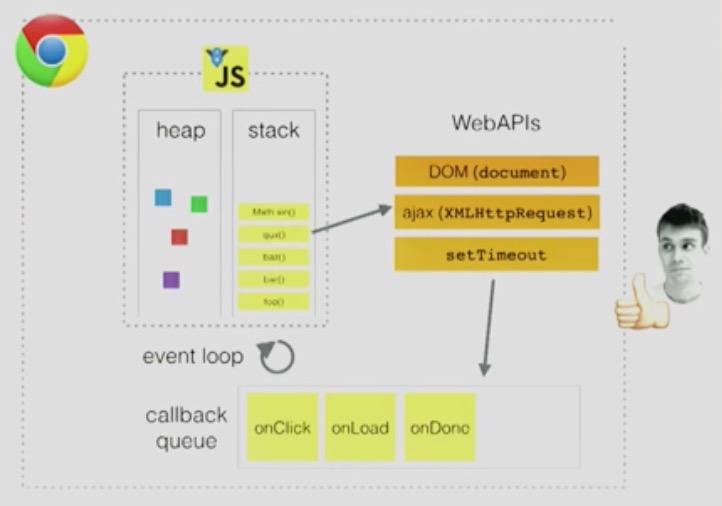 JS
heap
stack
WebAPIs
Math sin()
qux()
baz()
bar()
foo()
DOM (document)
ajax (XMLHttpRequest)
setTimeout
event loop
callback
queue
onClick
onLoad
onDone